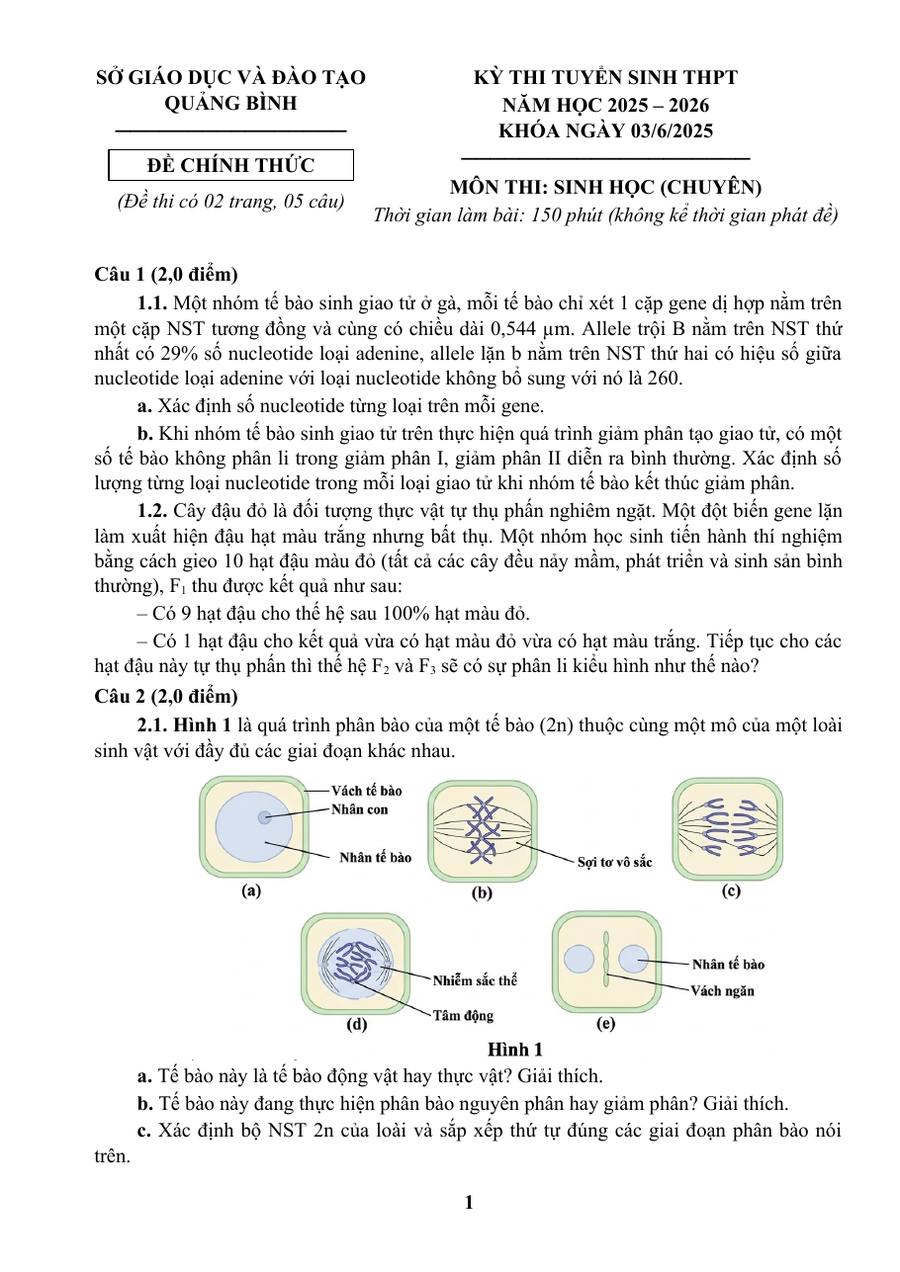 SỞ GIÁO DỤC VÀ ĐÀO TẠO
QUẢNG BÌNH
ĐỀ CHÍNH THỨC
(Đề thi có 02 trang, 05 câu)
KỲ THI TUYỂN SINH THPT
NĂM HỌC 2025 – 2026
KHÓA NGÀY 03/6/2025
MÔN THI: SINH HỌC (CHUYÊN)
Thời gian làm bài: 150 phút (không kể thời gian phát đề)
Câu 1 (2,0 điểm)
1.1. Một nhóm tế bào sinh giao tử ở gà, mỗi tế bào chỉ xét 1 cặp gene dị hợp nằm trên
một cặp NST tương đồng và cùng có chiều dài 0,544 µm. Allele trội B nằm trên NST thứ
nhất có 29% số nucleotide loại adenine, allele lặn b nằm trên NST thứ hai có hiệu số giữa
nucleotide loại adenine với loại nucleotide không bổ sung với nó là 260.
a. Xác định số nucleotide từng loại trên mỗi gene.
b. Khi nhóm tế bào sinh giao tử trên thực hiện quá trình giảm phân tạo giao tử, có một
số tế bào không phân li trong giảm phân I, giảm phân II diễn ra bình thường. Xác định số
lượng từng loại nucleotide trong mỗi loại giao tử khi nhóm tế bào kết thúc giảm phân.
1.2. Cây đậu đỏ là đối tượng thực vật tự thụ phấn nghiêm ngặt. Một đột biến gene lặn
làm xuất hiện đậu hạt màu trắng nhưng bất thụ. Một nhóm học sinh tiến hành thí nghiệm
bằng cách gieo 10 hạt đậu màu đỏ (tất cả các cây đều nảy mầm, phát triển và sinh sản bình
thường), F₁ thu được kết quả như sau:
– Có 9 hạt đậu cho thế hệ sau 100% hạt màu đỏ.
– Có 1 hạt đậu cho kết quả vừa có hạt màu đỏ vừa có hạt màu trắng. Tiếp tục cho các
hạt đậu này tự thụ phấn thì thế hệ F₂ và F₃ sẽ có sự phân li kiểu hình như thế nào?
Câu 2 (2,0 điểm)
2.1. Hình 1 là quá trình phân bào của một tế bào (2n) thuộc cùng một mô của một loài
sinh vật với đầy đủ các giai đoạn khác nhau.
Vách tế bào
Nhân con
Nhân tế bào
(a)
Sợi tơ vô sắc
(b)
(c)
Nhiễm sắc thể
Tâm động
(d)
Nhân tế bào
Vách ngăn
(e)
Hình 1
a. Tế bào này là tế bào động vật hay thực vật? Giải thích.
b. Tế bào này đang thực hiện phân bào nguyên phân hay giảm phân? Giải thích.
c. Xác định bộ NST 2n của loài và sắp xếp thứ tự đúng các giai đoạn phân bào nói
trên.
1